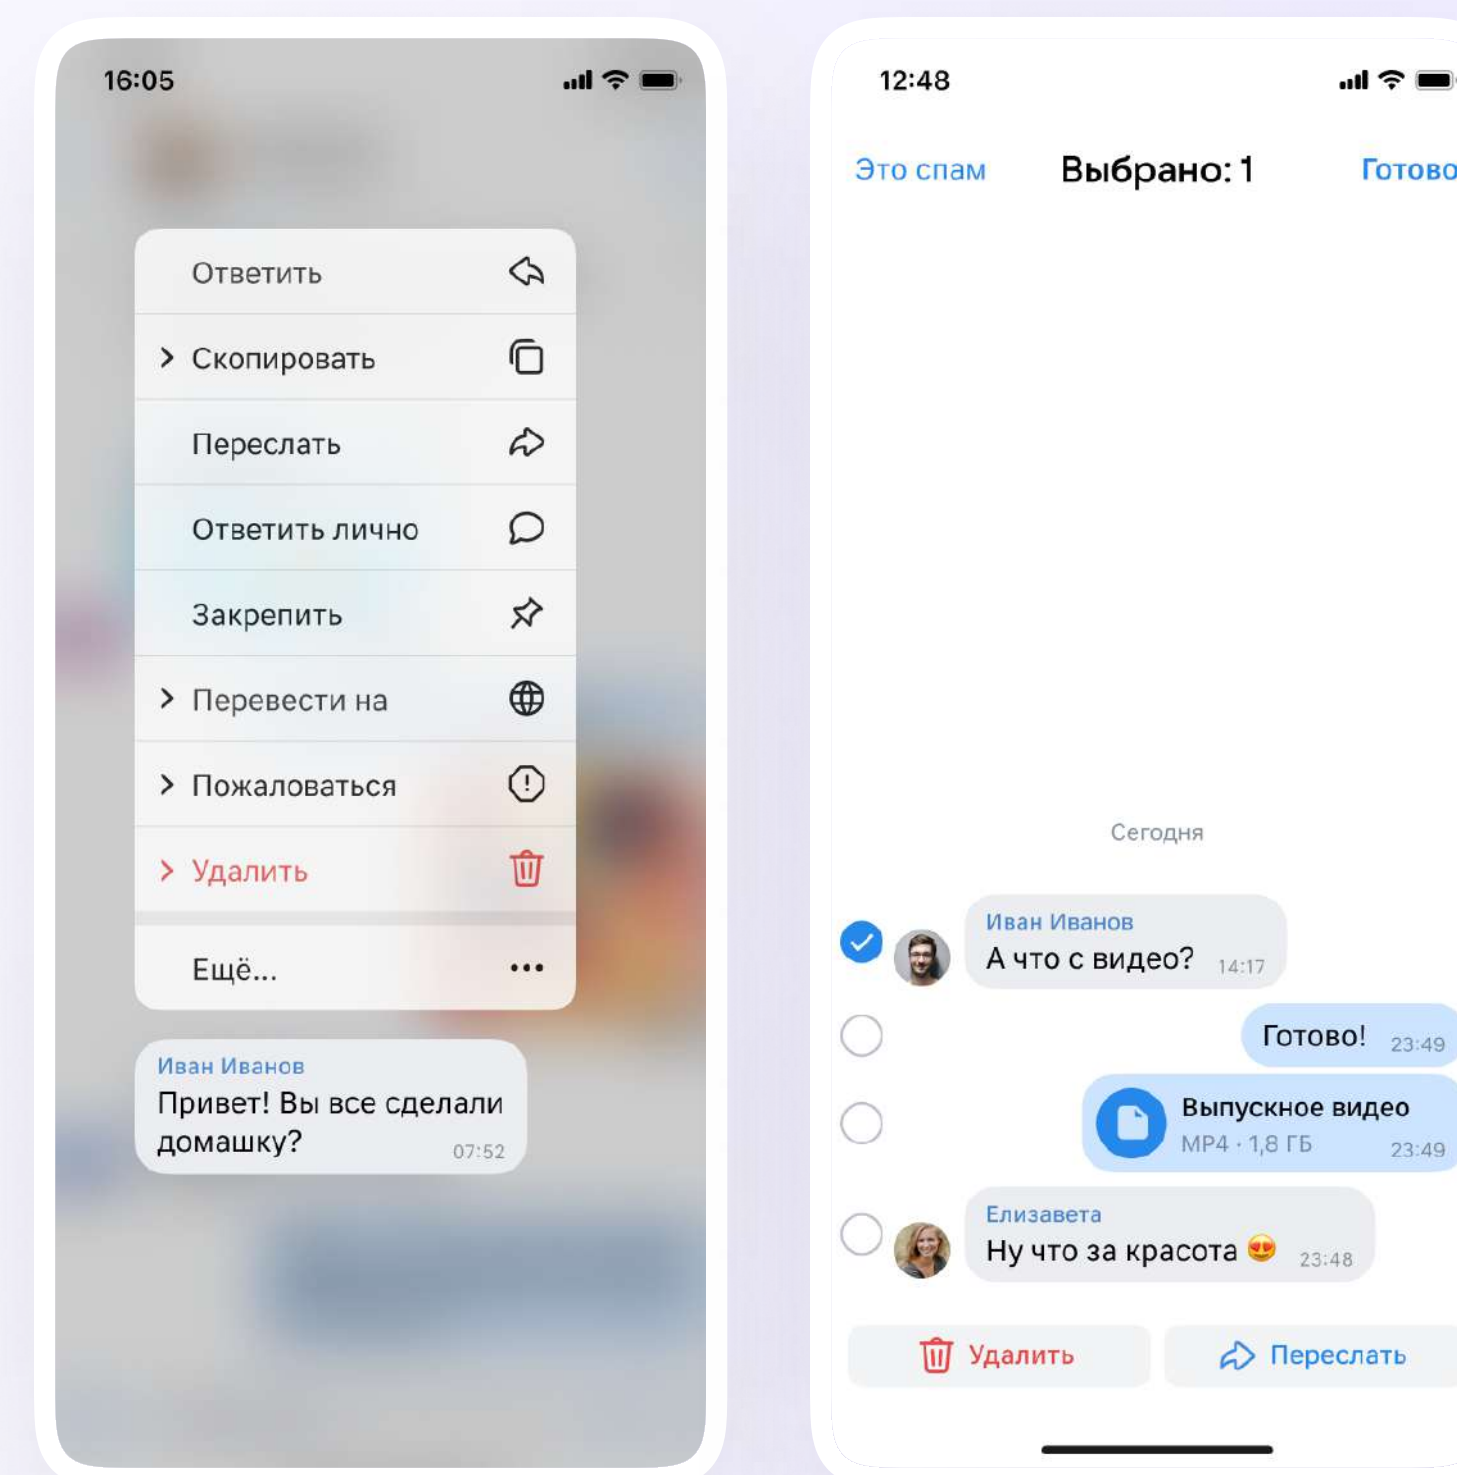 16:05
Ответить
Скопировать
Переслать
Ответить лично
Закрепить
Перевести на
Пожаловаться
Удалить
Ещё...
Иван Иванов
Привет! Вы все сделали
домашку? 07:52
12:48
Это спам Выбрано: 1 Готово
Сегодня
Иван Иванов
А что с видео? 14:17
Готово! 23:49
Выпускное видео
MP4 · 1,8 ГБ 23:49
Елизавета
Ну что за красота 😍 23:48
Удалить Переслать